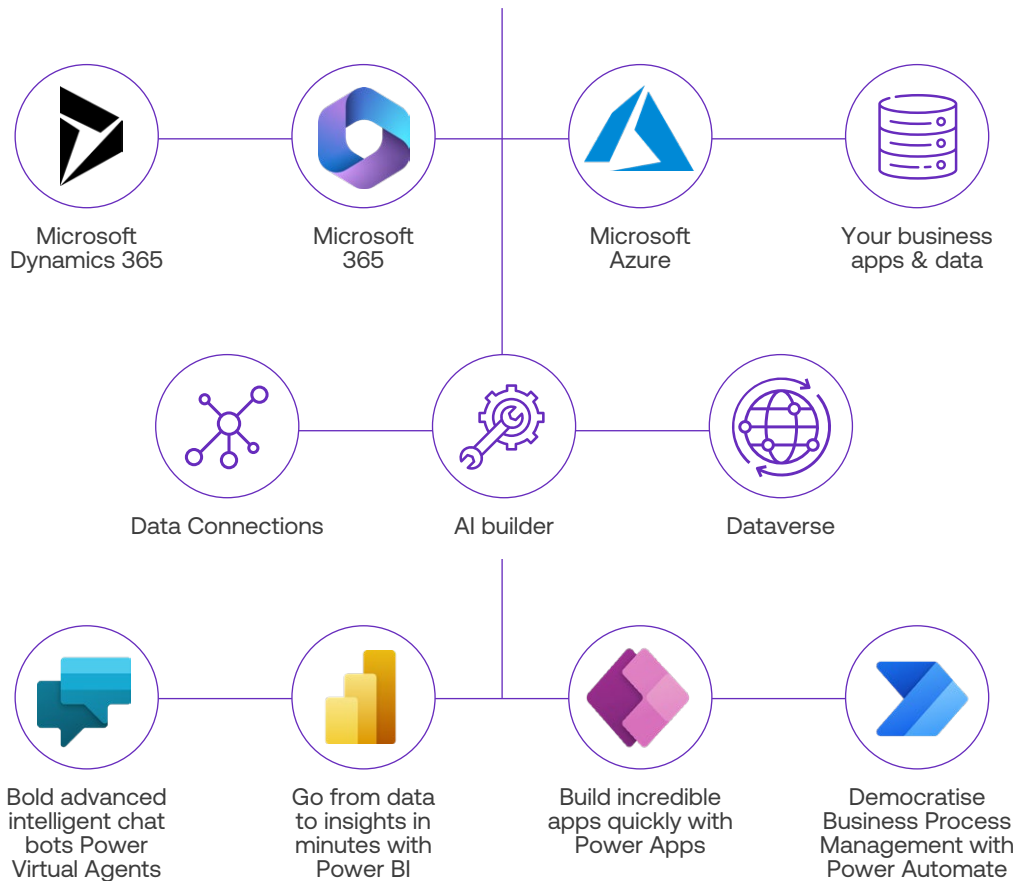 Microsoft
Dynamics 365
Microsoft
365
Microsoft
Azure
Your business
apps & data
Data Connections
AI builder
Dataverse
Bold advanced
intelligent chat
bots Power
Virtual Agents
Go from data
to insights in
minutes with
Power BI
Build incredible
apps quickly with
Power Apps
Democratise
Business Process
Management with
Power Automate